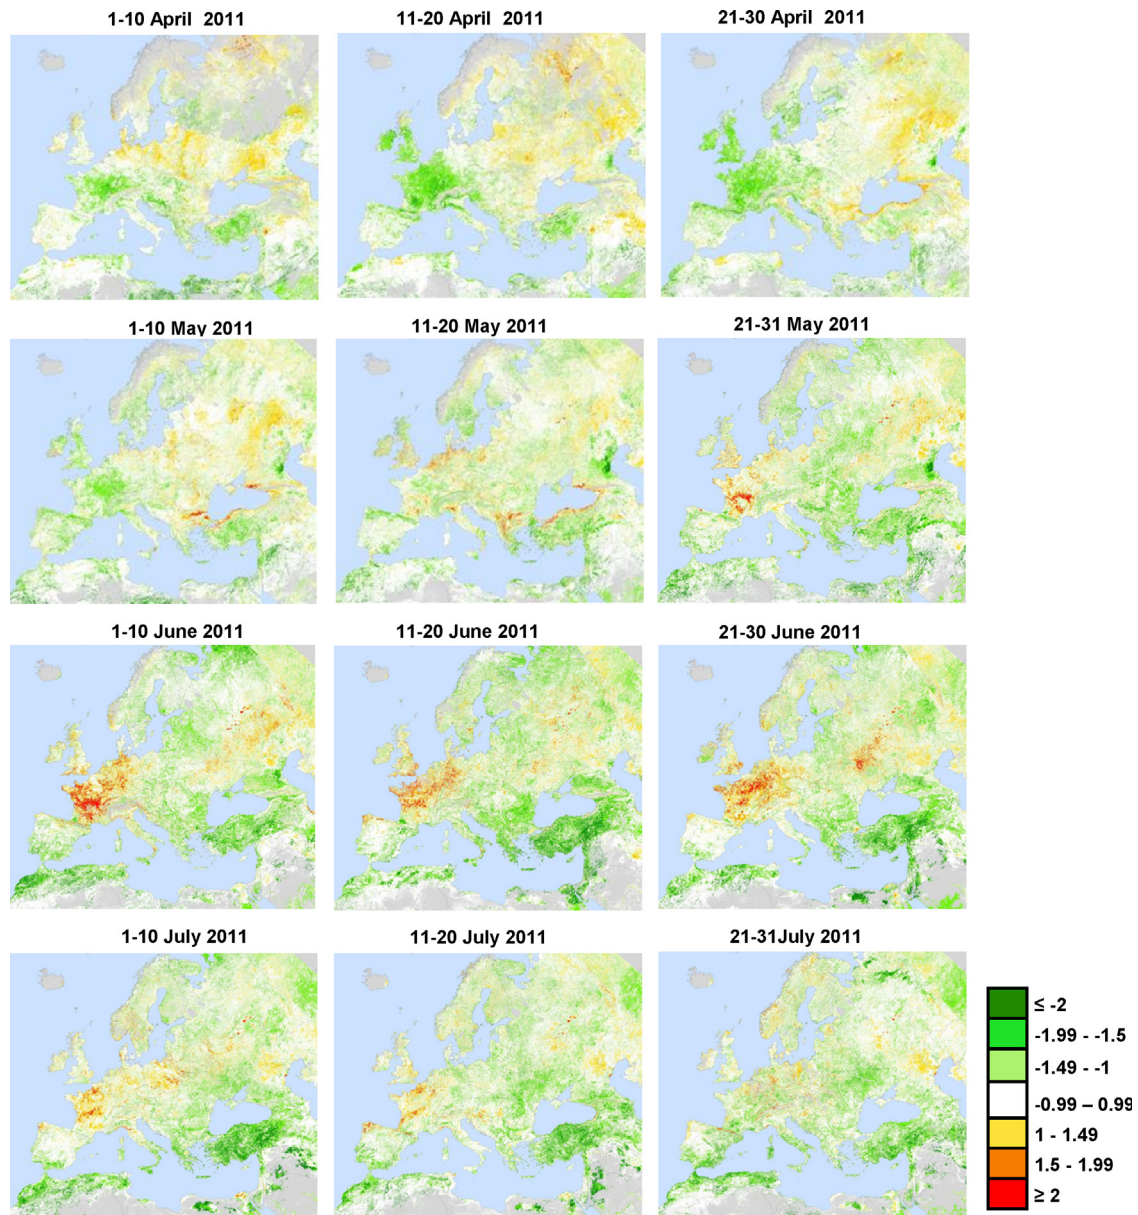 1-10 April 2011
11-20 April 2011
21-30 April 2011
1-10 May 2011
11-20 May 2011
21-31 May 2011
1-10 June 2011
11-20 June 2011
21-30 June 2011
1-10 July 2011
11-20 July 2011
21-31July 2011
≤ -2
-1.99 - -1.5
-1.49 - -1
-0.99 – 0.99
1 - 1.49
1.5 - 1.99
≥ 2